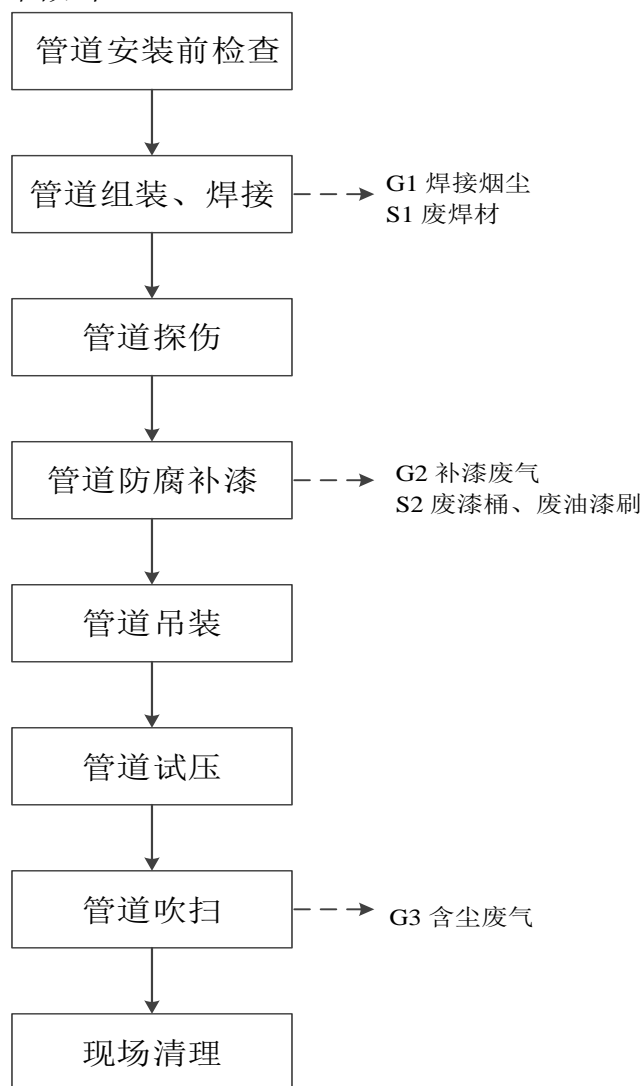 管道安装前检查
管道组装、焊接
G1 焊接烟尘
S1 废焊材
管道探伤
管道防腐补漆
G2 补漆废气
S2 废漆桶、废油漆刷
管道吊装
管道试压
管道吹扫
G3 含尘废气
现场清理